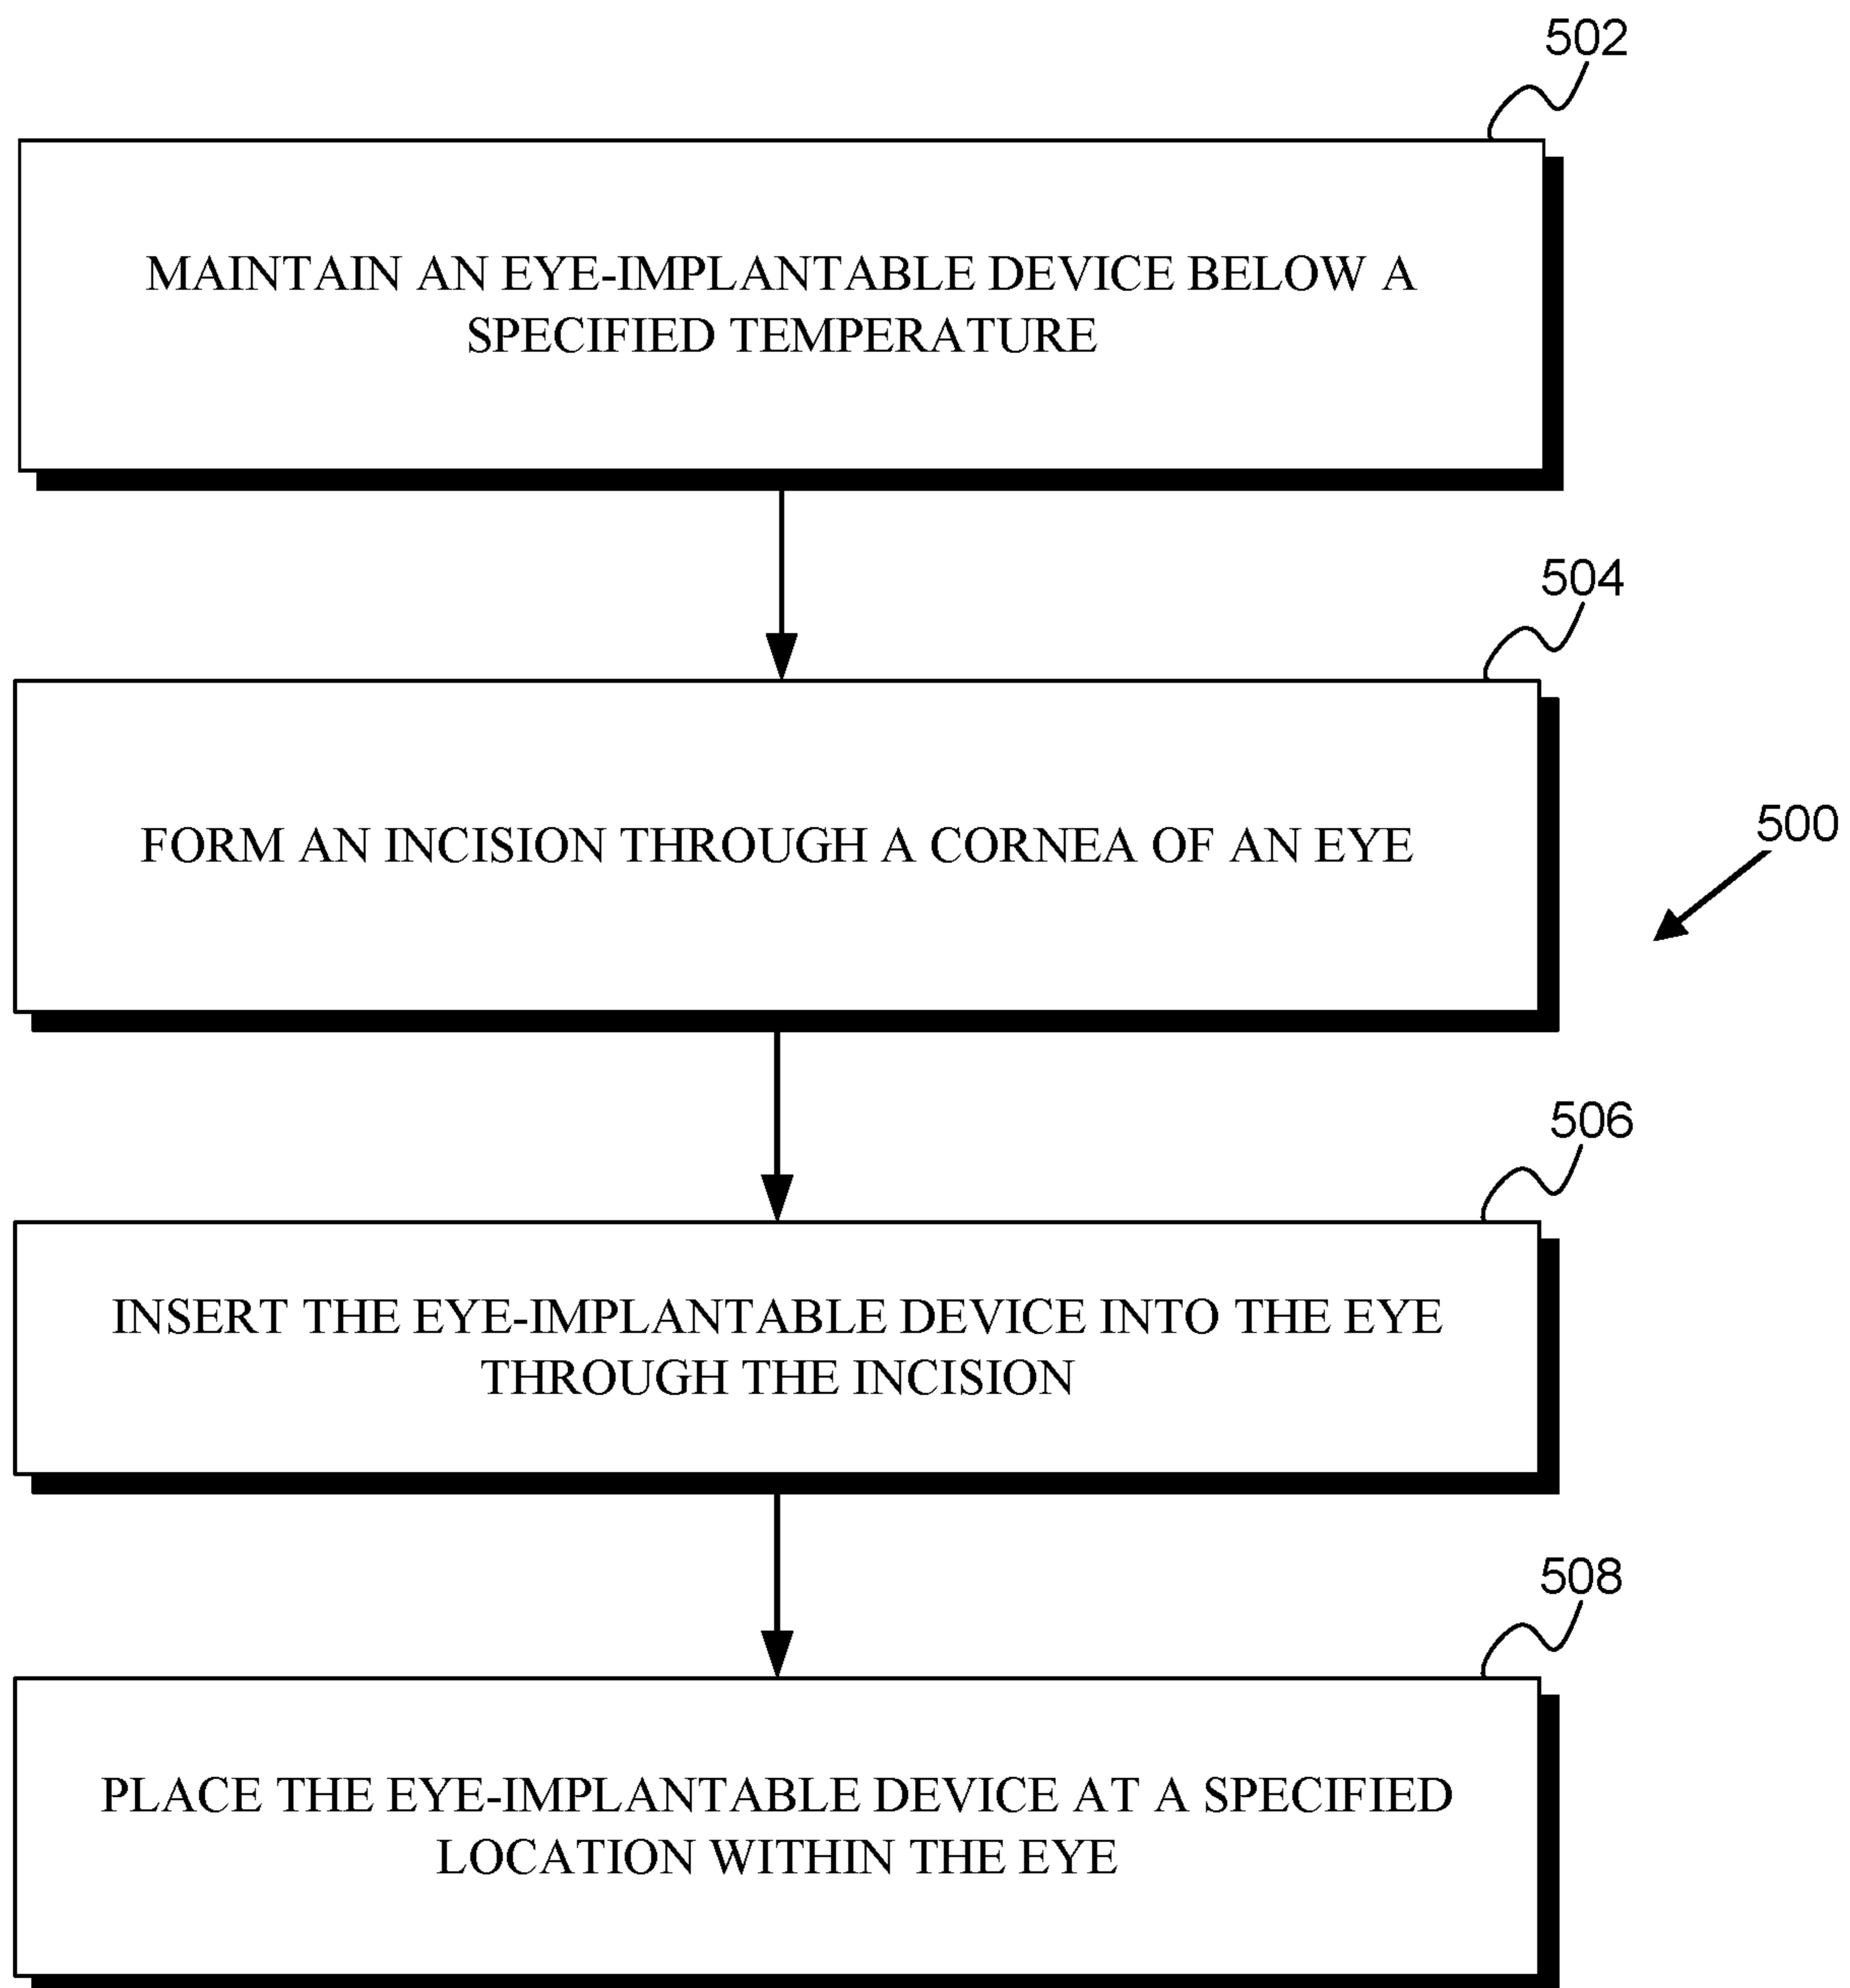 502
MAINTAIN AN EYE-IMPLANTABLE DEVICE BELOW A
SPECIFIED TEMPERATURE
504
FORM AN INCISION THROUGH A CORNEA OF AN EYE
500
506
INSERT THE EYE-IMPLANTABLE DEVICE INTO THE EYE
THROUGH THE INCISION
508
PLACE THE EYE-IMPLANTABLE DEVICE AT A SPECIFIED
LOCATION WITHIN THE EYE